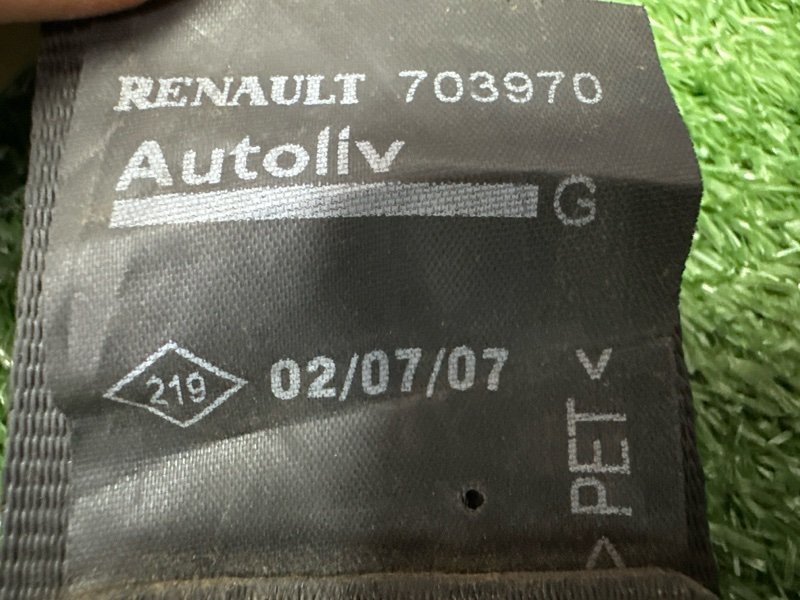 RENAULT 703970
Autoliv
G
219 02/07/07
> PET <